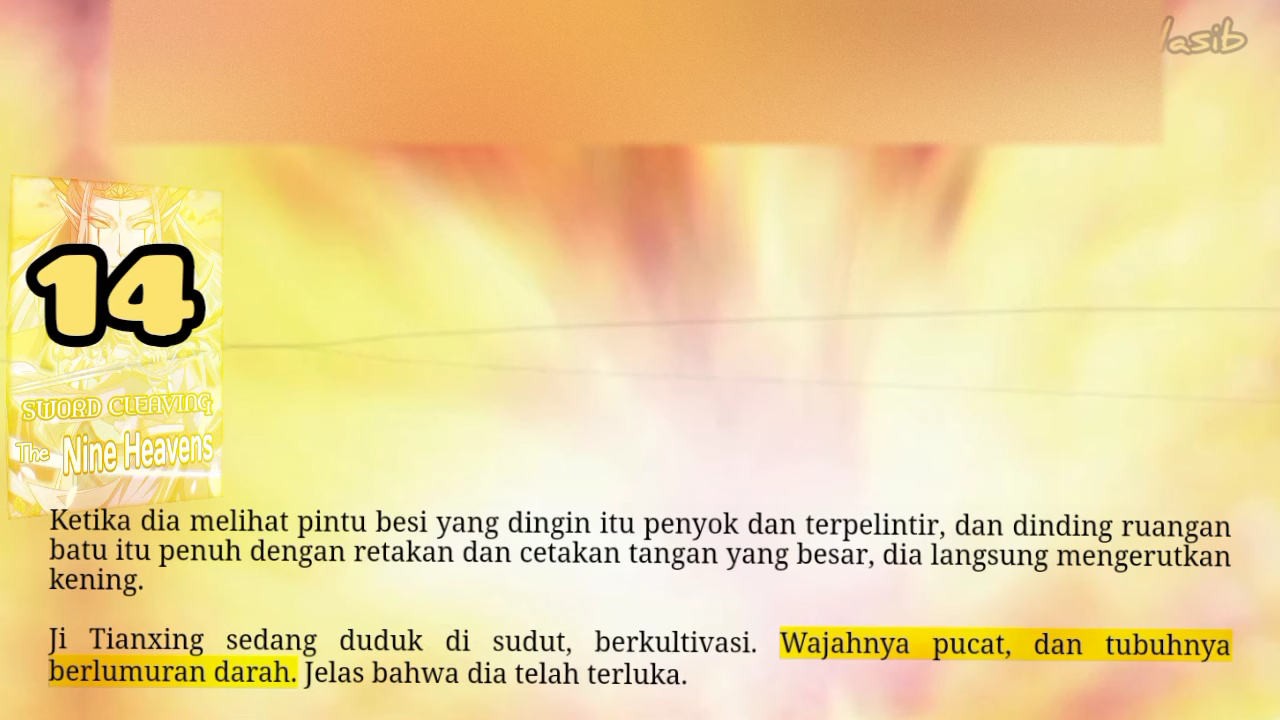 lasib
14
SWORD CLEAVING
The Nine Heavens
Ketika dia melihat pintu besi yang dingin itu penyok dan terpelintir, dan dinding ruangan
batu itu penuh dengan retakan dan cetakan tangan yang besar, dia langsung mengerutkan
kening.
Ji Tianxing sedang duduk di sudut, berkultivasi. Wajahnya pucat, dan tubuhnya
berlumuran darah. Jelas bahwa dia telah terluka.